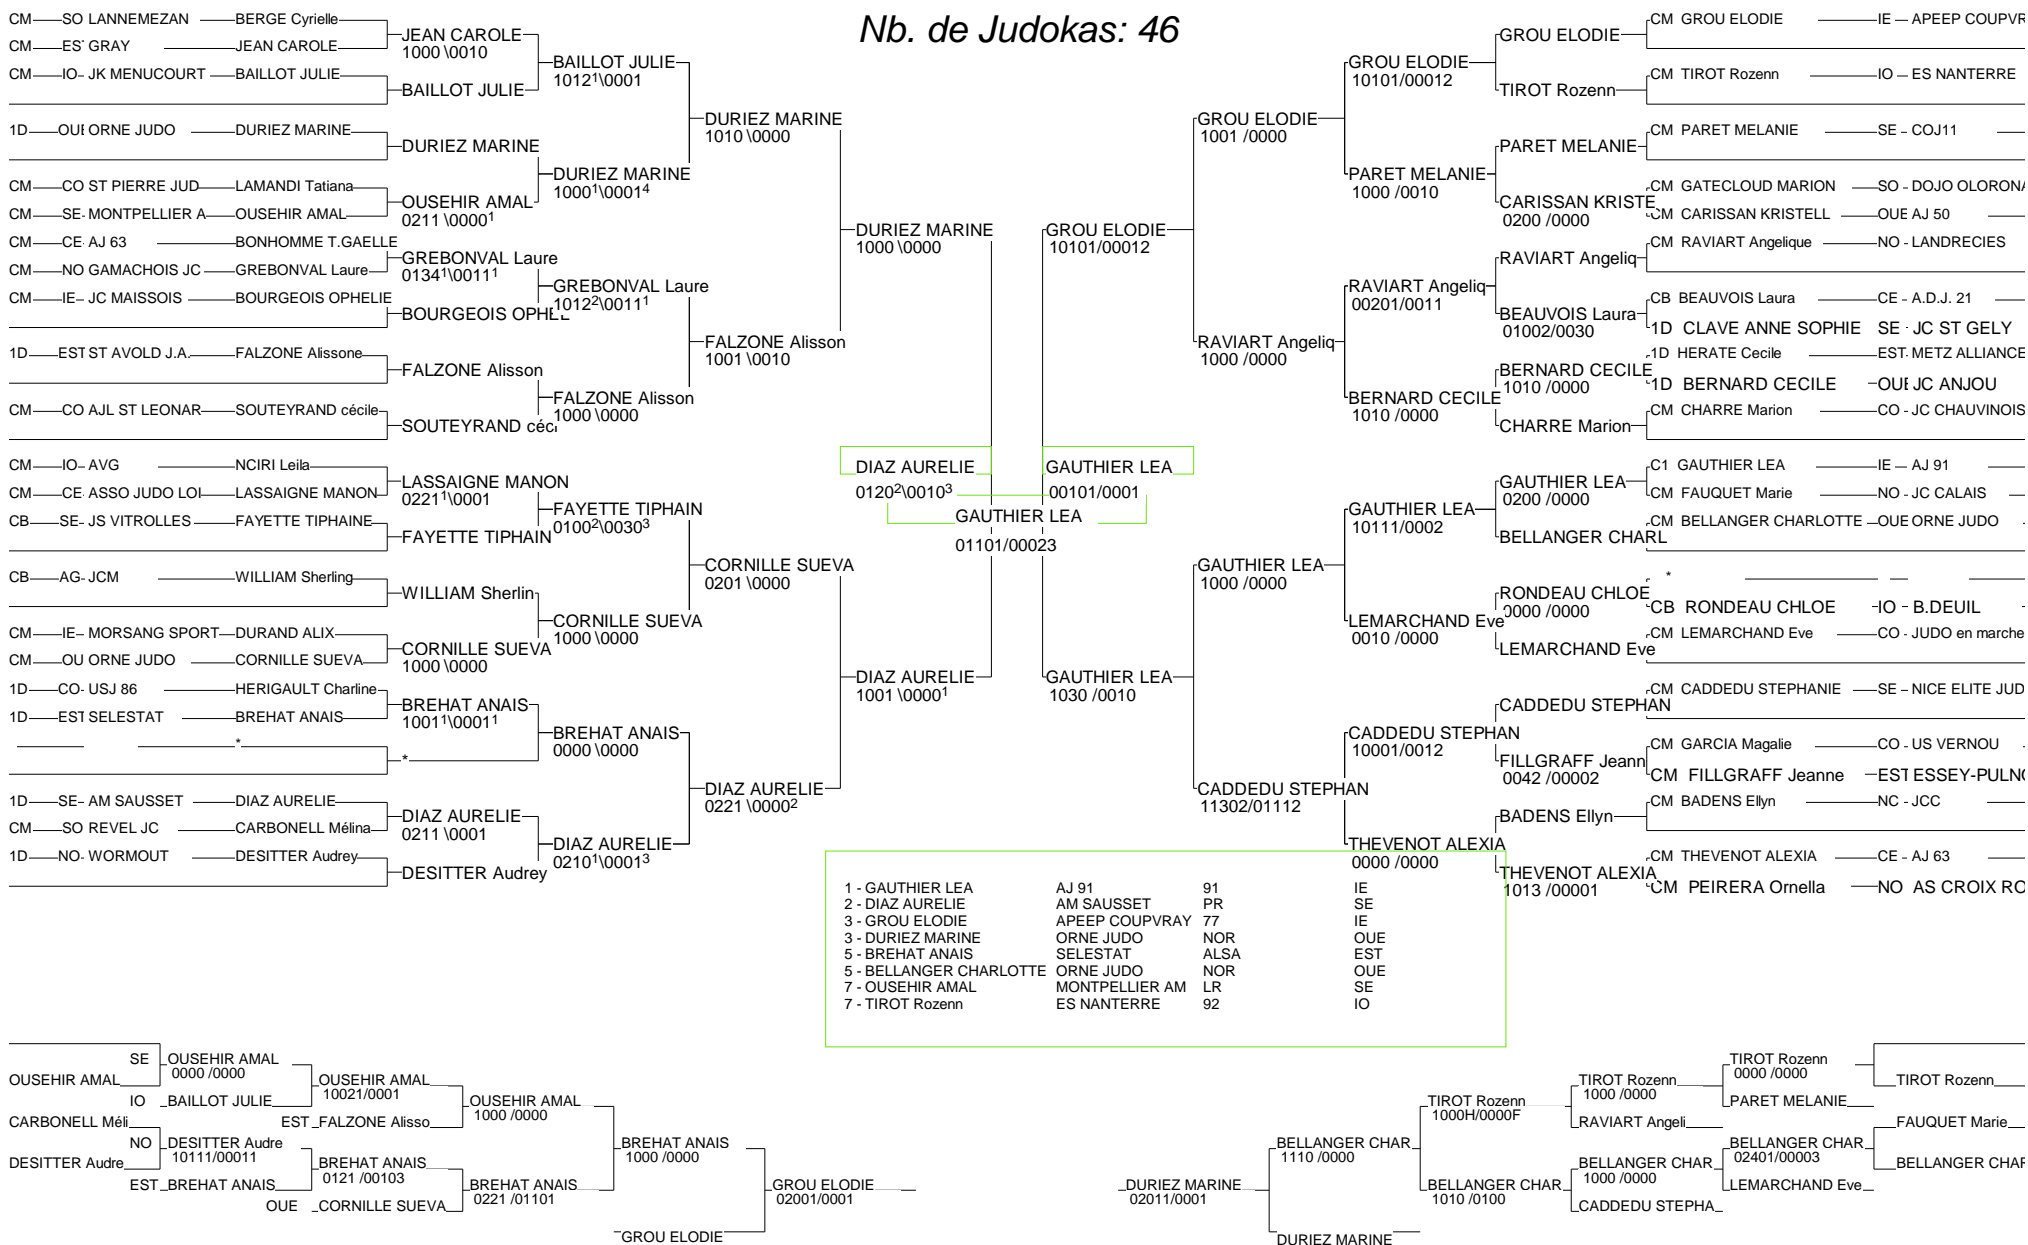 Nb. de Judokas: 46
CM SO LANNEMEZAN BERGE Cyrielle
CM ES GRAY JEAN CAROLE
CM IO JK MENUCOURT BAILLOT JULIE
1D OUE ORNE JUDO DURIEZ MARINE
CM CO ST PIERRE JUD LAMANDI Tatiana
CM SE MONTPELLIER A OUSEHIR AMAL
CM CE AJ 63 BONHOMME T.GAELLE
CM NO GAMACHOIS JC GREBONVAL Laure
CM IE JC MAISSOIS BOURGEOIS OPHELIE
1D EST ST AVOLD J.A. FALZONE Alissone
CM CO AJL ST LEONAR SOUTEYRAND cécile
CM IO AVG NCIRI Leila
CM CE ASSO JUDO LOI LASSAIGNE MANON
CB SE JS VITROLLES FAYETTE TIPHAINE
CB AG JCM WILLIAM Sherling
CM IE MORSANG SPORT DURAND ALIX
CM OU ORNE JUDO CORNILLE SUEVA
1D CO USJ 86 HERIGAULT Charline
1D EST SELESTAT BREHAT ANAIS
*
1D SE AM SAUSSET DIAZ AURELIE
CM SO REVEL JC CARBONELL Mélina
1D NO WORMOUT DESITTER Audrey
JEAN CAROLE
1000 \0010
BAILLOT JULIE
DURIEZ MARINE
OUSEHIR AMAL
0211 \0000¹
GREBONVAL Laure
0134¹\0011¹
BOURGEOIS OPHEL
FALZONE Alisson
SOUTEYRAND céci
LASSAIGNE MANON
0221¹\0001
FAYETTE TIPHAIN
WILLIAM Sherlin
CORNILLE SUEVA
1000 \0000
BREHAT ANAIS
1001¹\0001¹
*
DIAZ AURELIE
0211 \0001
DESITTER Audrey
BAILLOT JULIE
1012¹\0001
DURIEZ MARINE
1000¹\0001⁴
GREBONVAL Laure
1012²\0011¹
FALZONE Alisson
1000 \0000
FAYETTE TIPHAIN
0100²\0030³
CORNILLE SUEVA
1000 \0000
BREHAT ANAIS
0000 \0000
DIAZ AURELIE
0210¹\0001³
DURIEZ MARINE
1010 \0000
FALZONE Alisson
1001 \0010
CORNILLE SUEVA
0201 \0000
DIAZ AURELIE
0221 \0000²
DURIEZ MARINE
1000 \0000
DIAZ AURELIE
1001 \0000¹
DIAZ AURELIE
0120²\0010³
GAUTHIER LEA
00101/0001
GAUTHIER LEA
01101/00023
GROU ELODIE
10101/00012
GAUTHIER LEA
1030 /0010
GROU ELODIE
1001 /0000
RAVIART Angeliq
1000 /0000
GAUTHIER LEA
1000 /0000
CADDEDU STEPHAN
11302/01112
GROU ELODIE
10101/00012
PARET MELANIE
1000 /0010
RAVIART Angeliq
00201/0011
BERNARD CECILE
1010 /0000
GAUTHIER LEA
10111/0002
LEMARCHAND Eve
0010 /0000
CADDEDU STEPHAN
10001/0012
THEVENOT ALEXIA
0000 /0000
GROU ELODIE
TIROT Rozenn
PARET MELANIE
CARISSAN KRISTE
0200 /0000
RAVIART Angeliq
BEAUVOIS Laura
01002/0030
BERNARD CECILE
1010 /0000
CHARRE Marion
GAUTHIER LEA
0200 /0000
BELLANGER CHARL
RONDEAU CHLOE
0000 /0000
LEMARCHAND Eve
CADDEDU STEPHAN
FILLGRAFF Jeann
0042 /00002
BADENS Ellyn
THEVENOT ALEXIA
1013 /00001
CM GROU ELODIE IE APEEP COUPVR
CM TIROT Rozenn IO ES NANTERRE
CM PARET MELANIE SE COJ11
CM GATECLOUD MARION SO DOJO OLORONA
CM CARISSAN KRISTELL OUE AJ 50
CM RAVIART Angelique NO LANDRECIES
CB BEAUVOIS Laura CE A.D.J. 21
1D CLAVE ANNE SOPHIE SE JC ST GELY
1D HERATE Cecile EST METZ ALLIANCE
1D BERNARD CECILE OUE JC ANJOU
CM CHARRE Marion CO JC CHAUVINOIS
C1 GAUTHIER LEA IE AJ 91
CM FAUQUET Marie NO JC CALAIS
CM BELLANGER CHARLOTTE OUE ORNE JUDO
*
CB RONDEAU CHLOE IO B.DEUIL
CM LEMARCHAND Eve CO JUDO en marche
CM CADDEDU STEPHANIE SE NICE ELITE JUD
CM GARCIA Magalie CO US VERNOU
CM FILLGRAFF Jeanne EST ESSEY-PULNO
CM BADENS Ellyn NC JCC
CM THEVENOT ALEXIA CE AJ 63
CM PEIRERA Ornella NO AS CROIX RO
1 - GAUTHIER LEA AJ 91 91 IE
2 - DIAZ AURELIE AM SAUSSET PR SE
3 - GROU ELODIE APEEP COUPVRAY 77 IE
3 - DURIEZ MARINE ORNE JUDO NOR OUE
5 - BREHAT ANAIS SELESTAT ALSA EST
5 - BELLANGER CHARLOTTE ORNE JUDO NOR OUE
7 - OUSEHIR AMAL MONTPELLIER AM LR SE
7 - TIROT Rozenn ES NANTERRE 92 IO
OUSEHIR AMAL
CARBONELL Méli
DESITTER Audre
SE OUSEHIR AMAL
0000 /0000
IO BAILLOT JULIE
NO DESITTER Audre
10111/00011
EST BREHAT ANAIS
OUSEHIR AMAL
10021/0001
EST FALZONE Alisso
BREHAT ANAIS
0121 /00103
OUE CORNILLE SUEVA
OUSEHIR AMAL
1000 /0000
BREHAT ANAIS
0221 /01101
BREHAT ANAIS
1000 /0000
GROU ELODIE
GROU ELODIE
02001/0001
DURIEZ MARINE
02011/0001
BELLANGER CHAR
1110 /0000
DURIEZ MARINE
TIROT Rozenn
1000H/0000F
BELLANGER CHAR
1010 /0100
TIROT Rozenn
1000 /0000
RAVIART Angeli
BELLANGER CHAR
1000 /0000
CADDEDU STEPHA
TIROT Rozenn
0000 /0000
PARET MELANIE
BELLANGER CHAR
02401/00003
LEMARCHAND Eve
TIROT Rozenn
FAUQUET Marie
BELLANGER CHAR